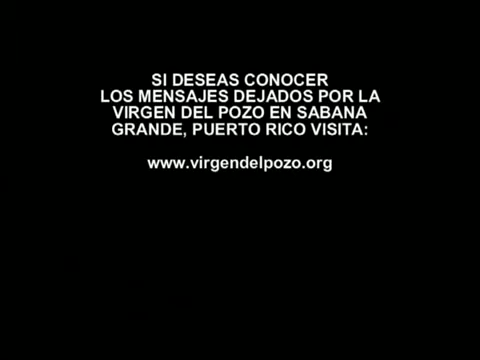 SI DESEAS CONOCER
LOS MENSAJES DEJADOS POR LA
VIRGEN DEL POZO EN SABANA
GRANDE, PUERTO RICO VISITA:
www.virgendelpozo.org